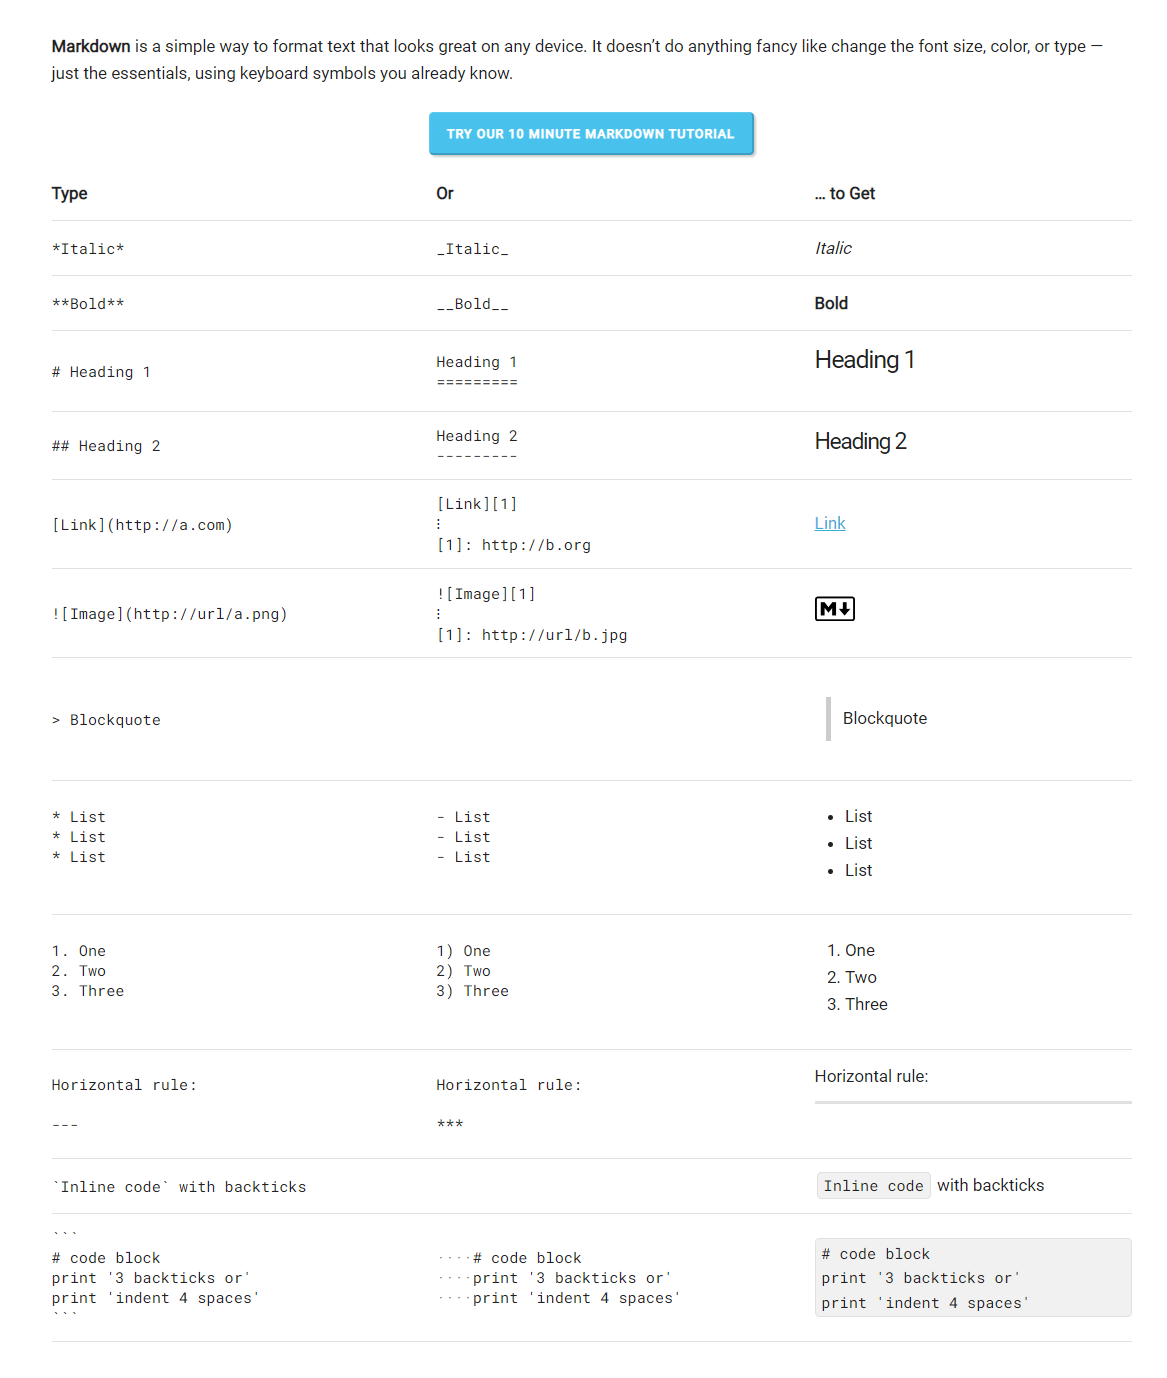 Markdown is a simple way to format text that looks great on any device. It doesn’t do anything fancy like change the font size, color, or type —
just the essentials, using keyboard symbols you already know.
TRY OUR 10 MINUTE MARKDOWN TUTORIAL
Type Or … to Get
*Italic* _Italic_ Italic
**Bold** __Bold__ Bold
# Heading 1
Heading 1
=========
Heading 1
## Heading 2
Heading 2
---------
Heading 2
[Link](http://a.com)
[Link][1]
⋮
[1]: http://b.org
Link
![Image](http://url/a.png)
![Image][1]
⋮
[1]: http://url/b.jpg
M↓
> Blockquote Blockquote
* List
* List
* List
- List
- List
- List
• List
• List
• List
1. One
2. Two
3. Three
1) One
2) Two
3) Three
1. One
2. Two
3. Three
Horizontal rule:
---
Horizontal rule:
***
Horizontal rule:
`Inline code` with backticks Inline code with backticks
```
# code block
print '3 backticks or'
print 'indent 4 spaces'
```
····# code block
····print '3 backticks or'
····print 'indent 4 spaces'
# code block
print '3 backticks or'
print 'indent 4 spaces'